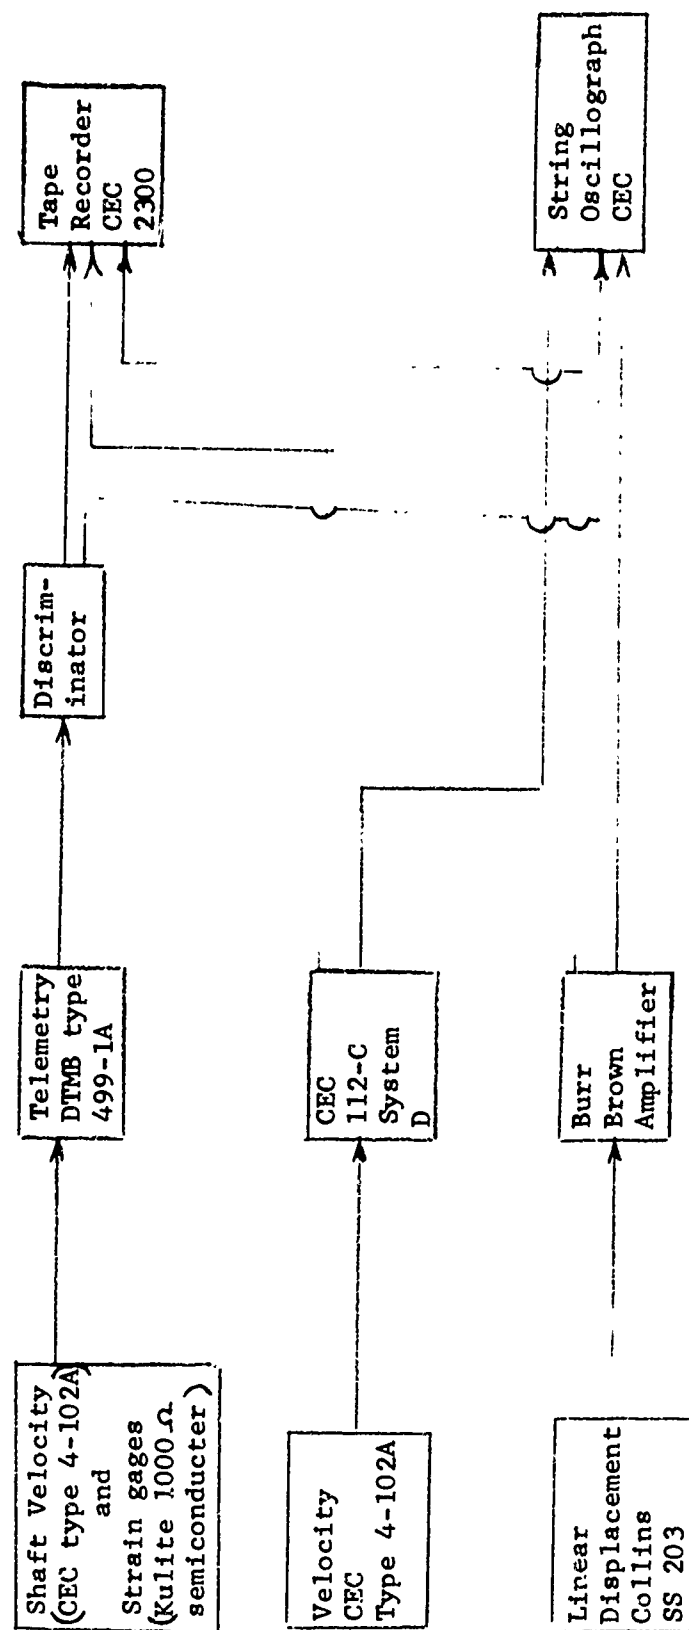 Shaft Velocity
(CEC type 4-102A)
and
Strain gages
(Kulite 1000Ω
semiconducter)
Telemetry
DTMB type
499-1A
Discrim-
inator
Tape
Recorder
CEC
2300
Velocity
CEC
Type 4-102A
CEC
112-C
System
D
Linear
Displacement
Collins
SS 203
Burr
Brown
Amplifier
String
Oscillograph
CEC